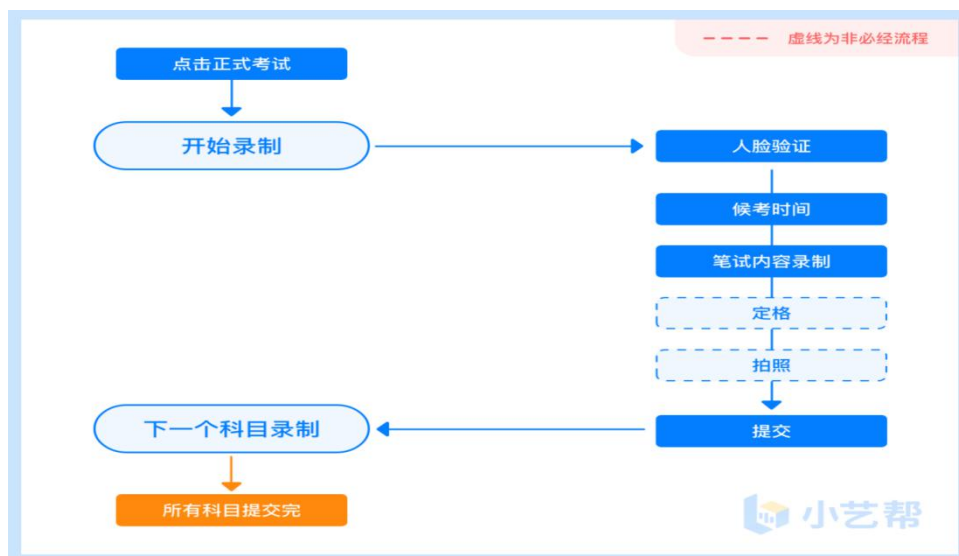 ---- 虚线为非必经流程
点击正式考试
开始录制
人脸验证
候考时间
笔试内容录制
定格
拍照
提交
下一个科目录制
所有科目提交完
小艺帮